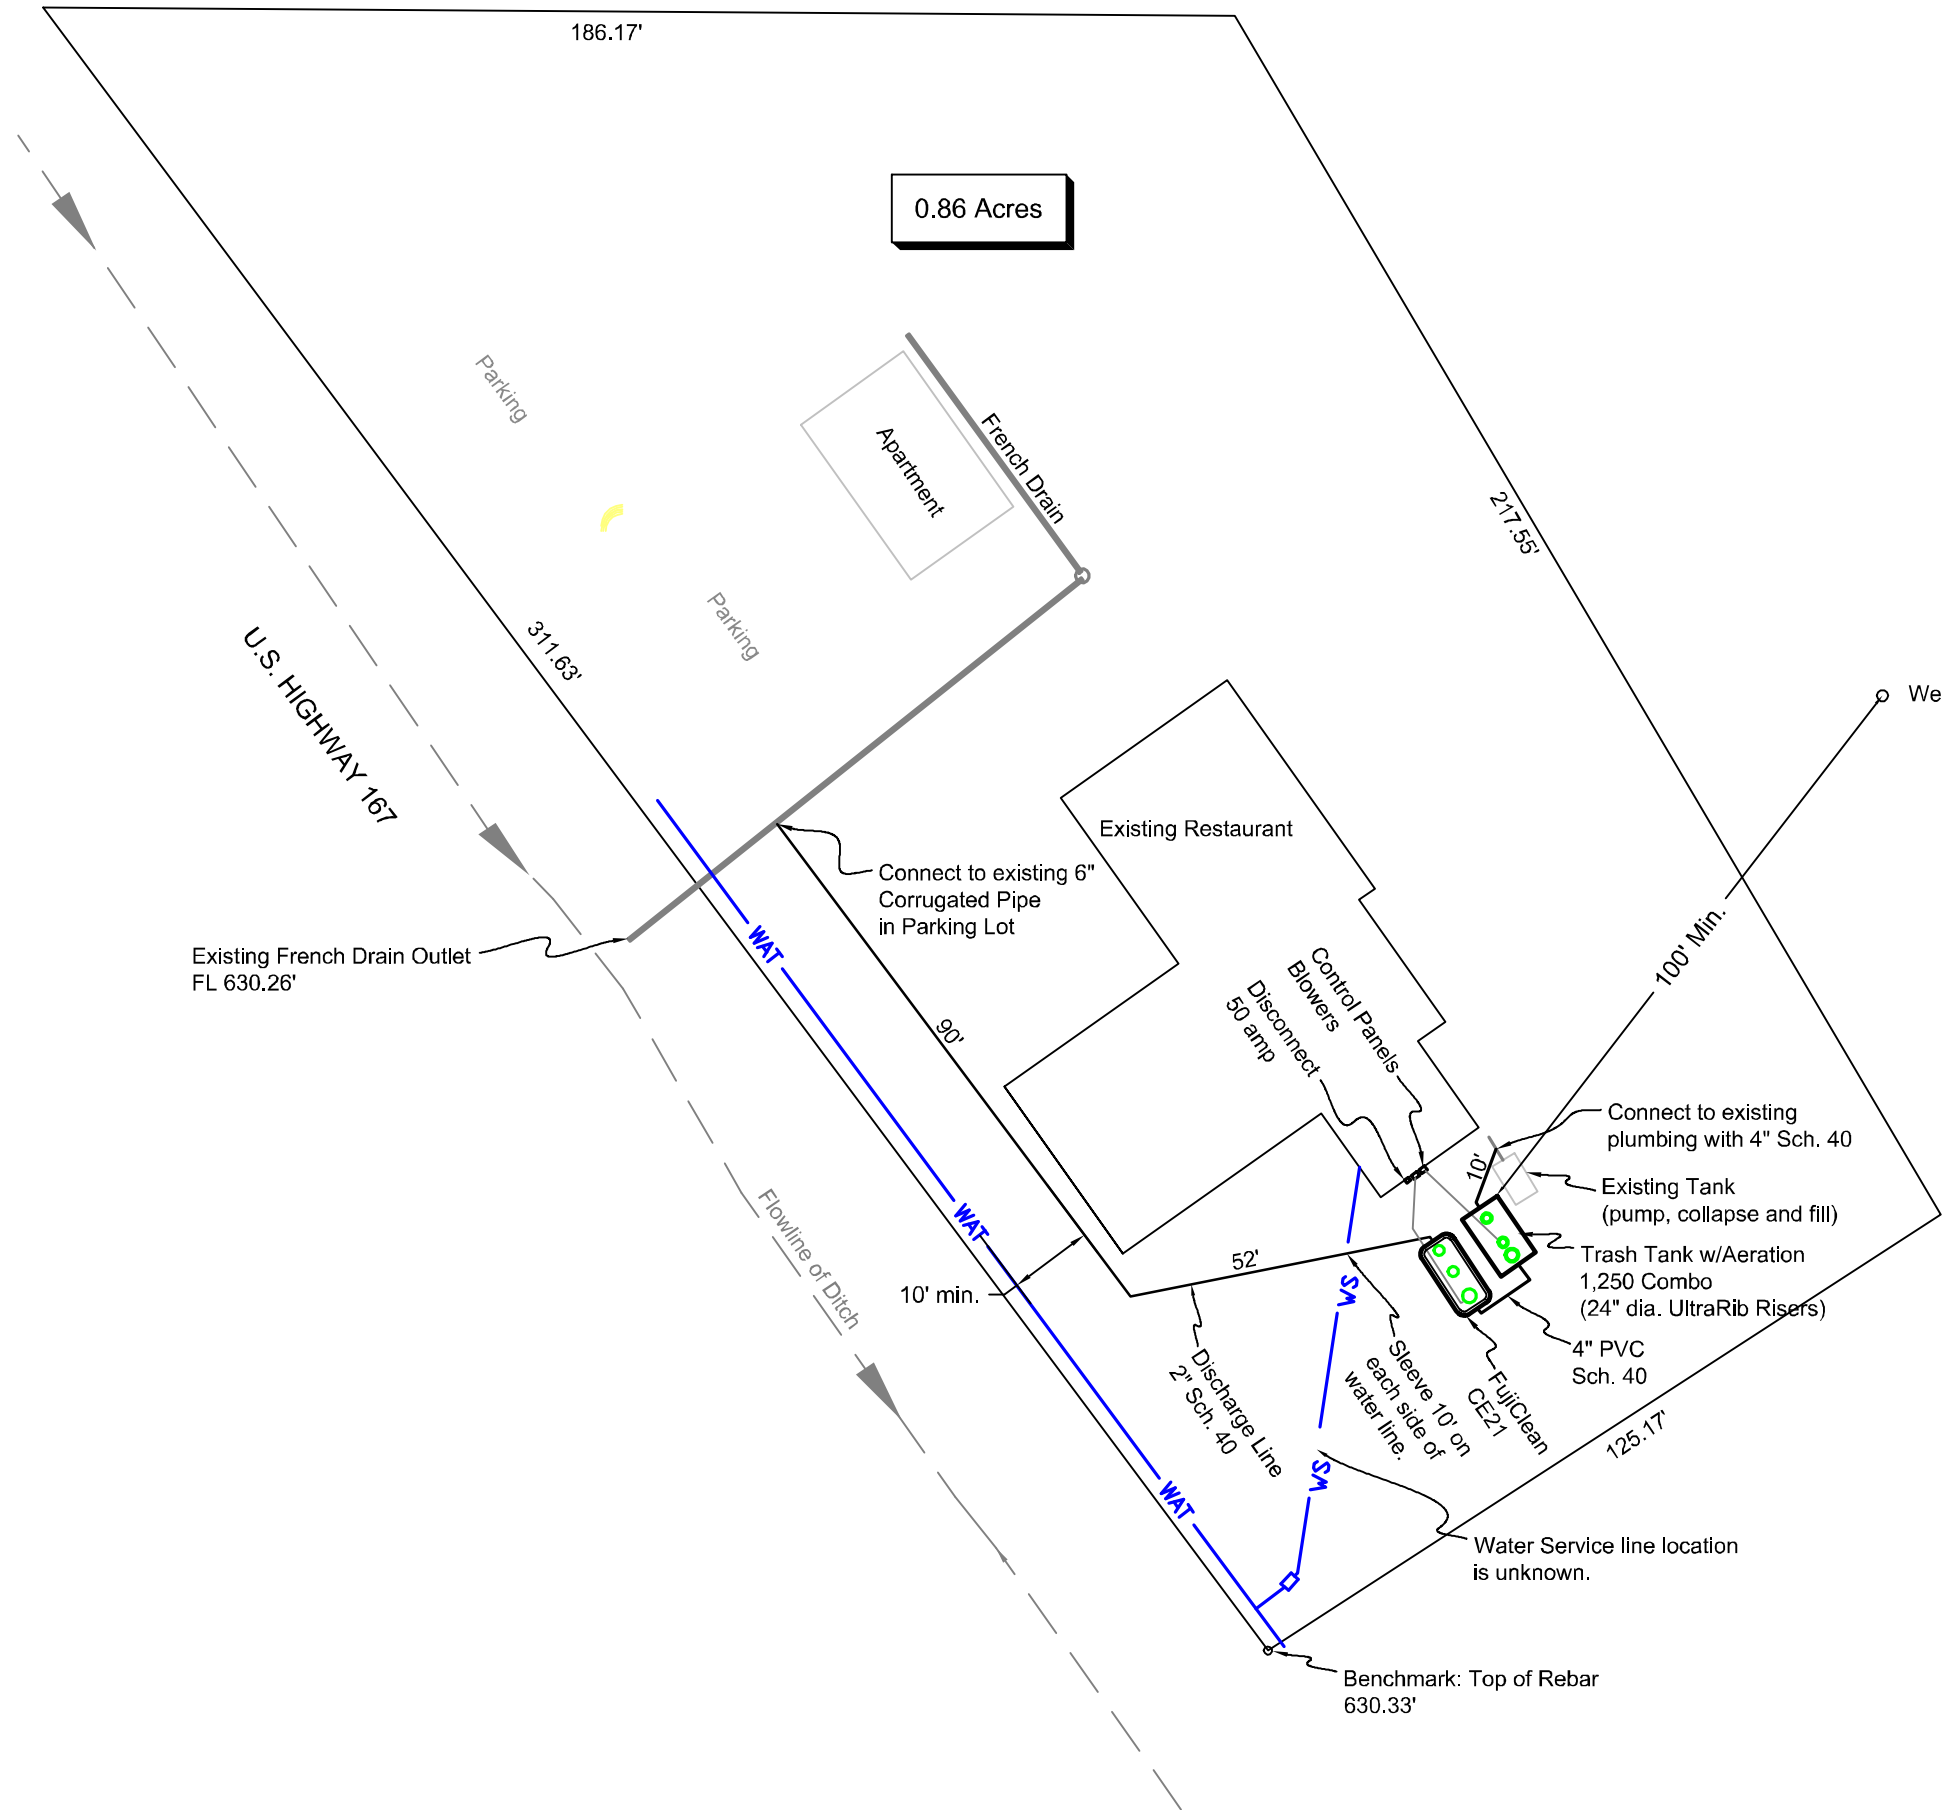 186.17'
0.86 Acres
Parking
Apartment
French Drain
217.55'
Parking
311.63'
U.S. HIGHWAY 167
We
Existing Restaurant
Connect to existing 6"
Corrugated Pipe
in Parking Lot
Existing French Drain Outlet
FL 630.26'
WAT
100' Min.
Control Panels
Blowers
Disconnect
50 amp
90'
Connect to existing
plumbing with 4" Sch. 40
10'
Existing Tank
(pump, collapse and fill)
Trash Tank w/Aeration
1,250 Combo
(24" dia. UltraRib Risers)
WAT
Flowline of Ditch
52'
10' min.
WS
4" PVC
Sch. 40
Discharge Line
2" Sch. 40
Sleeve 10' on
each side of
water line.
FujiClean
CE21
125.17'
WS
WAT
Water Service line location
is unknown.
Benchmark: Top of Rebar
630.33'